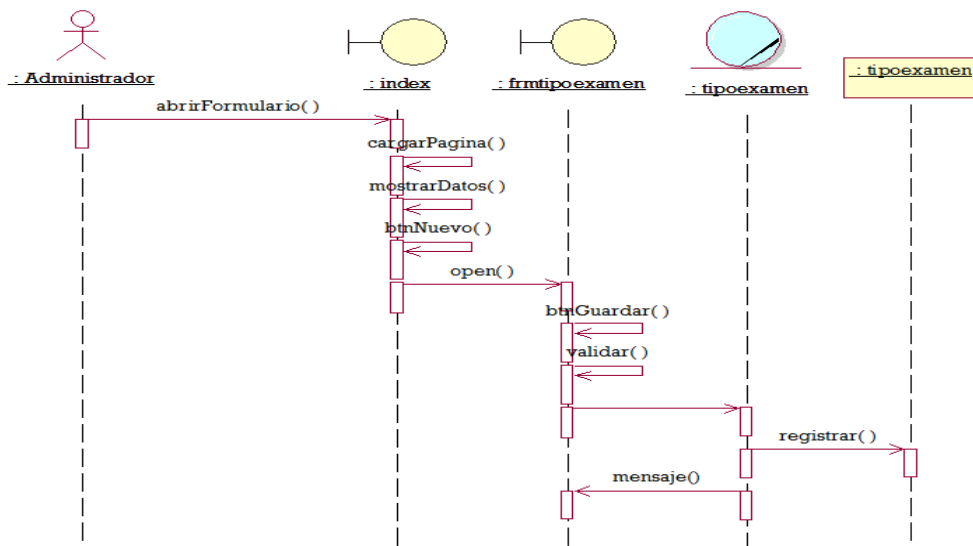 : Administrador
: index
: frmtipoexamen
: tipoexamen
: tipoexamen
abrirFormulario( )
cargarPagina( )
mostrarDatos( )
btnNuevo( )
open( )
btnGuardar( )
validar( )
registrar( )
mensaje()